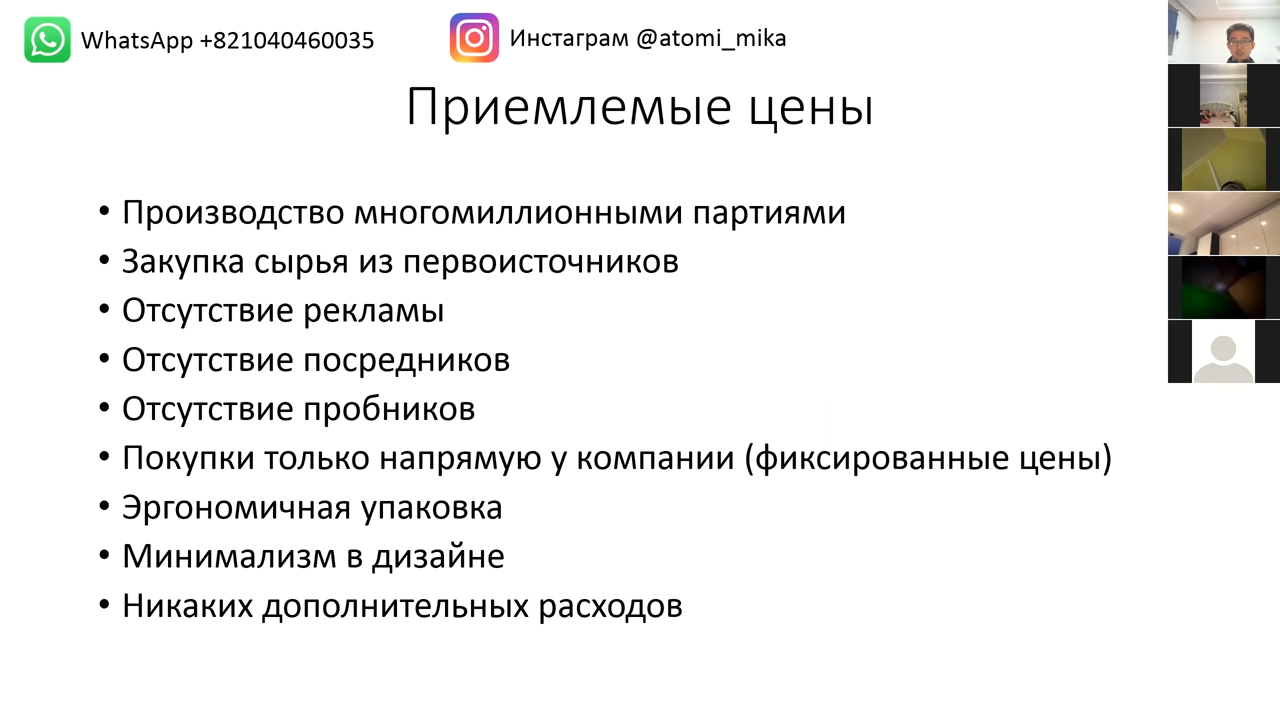 WhatsApp +821040460035
Инстаграм @atomi_mika
Приемлемые цены
• Производство многомиллионными партиями
• Закупка сырья из первоисточников
• Отсутствие рекламы
• Отсутствие посредников
• Отсутствие пробников
• Покупки только напрямую у компании (фиксированные цены)
• Эргономичная упаковка
• Минимализм в дизайне
• Никаких дополнительных расходов